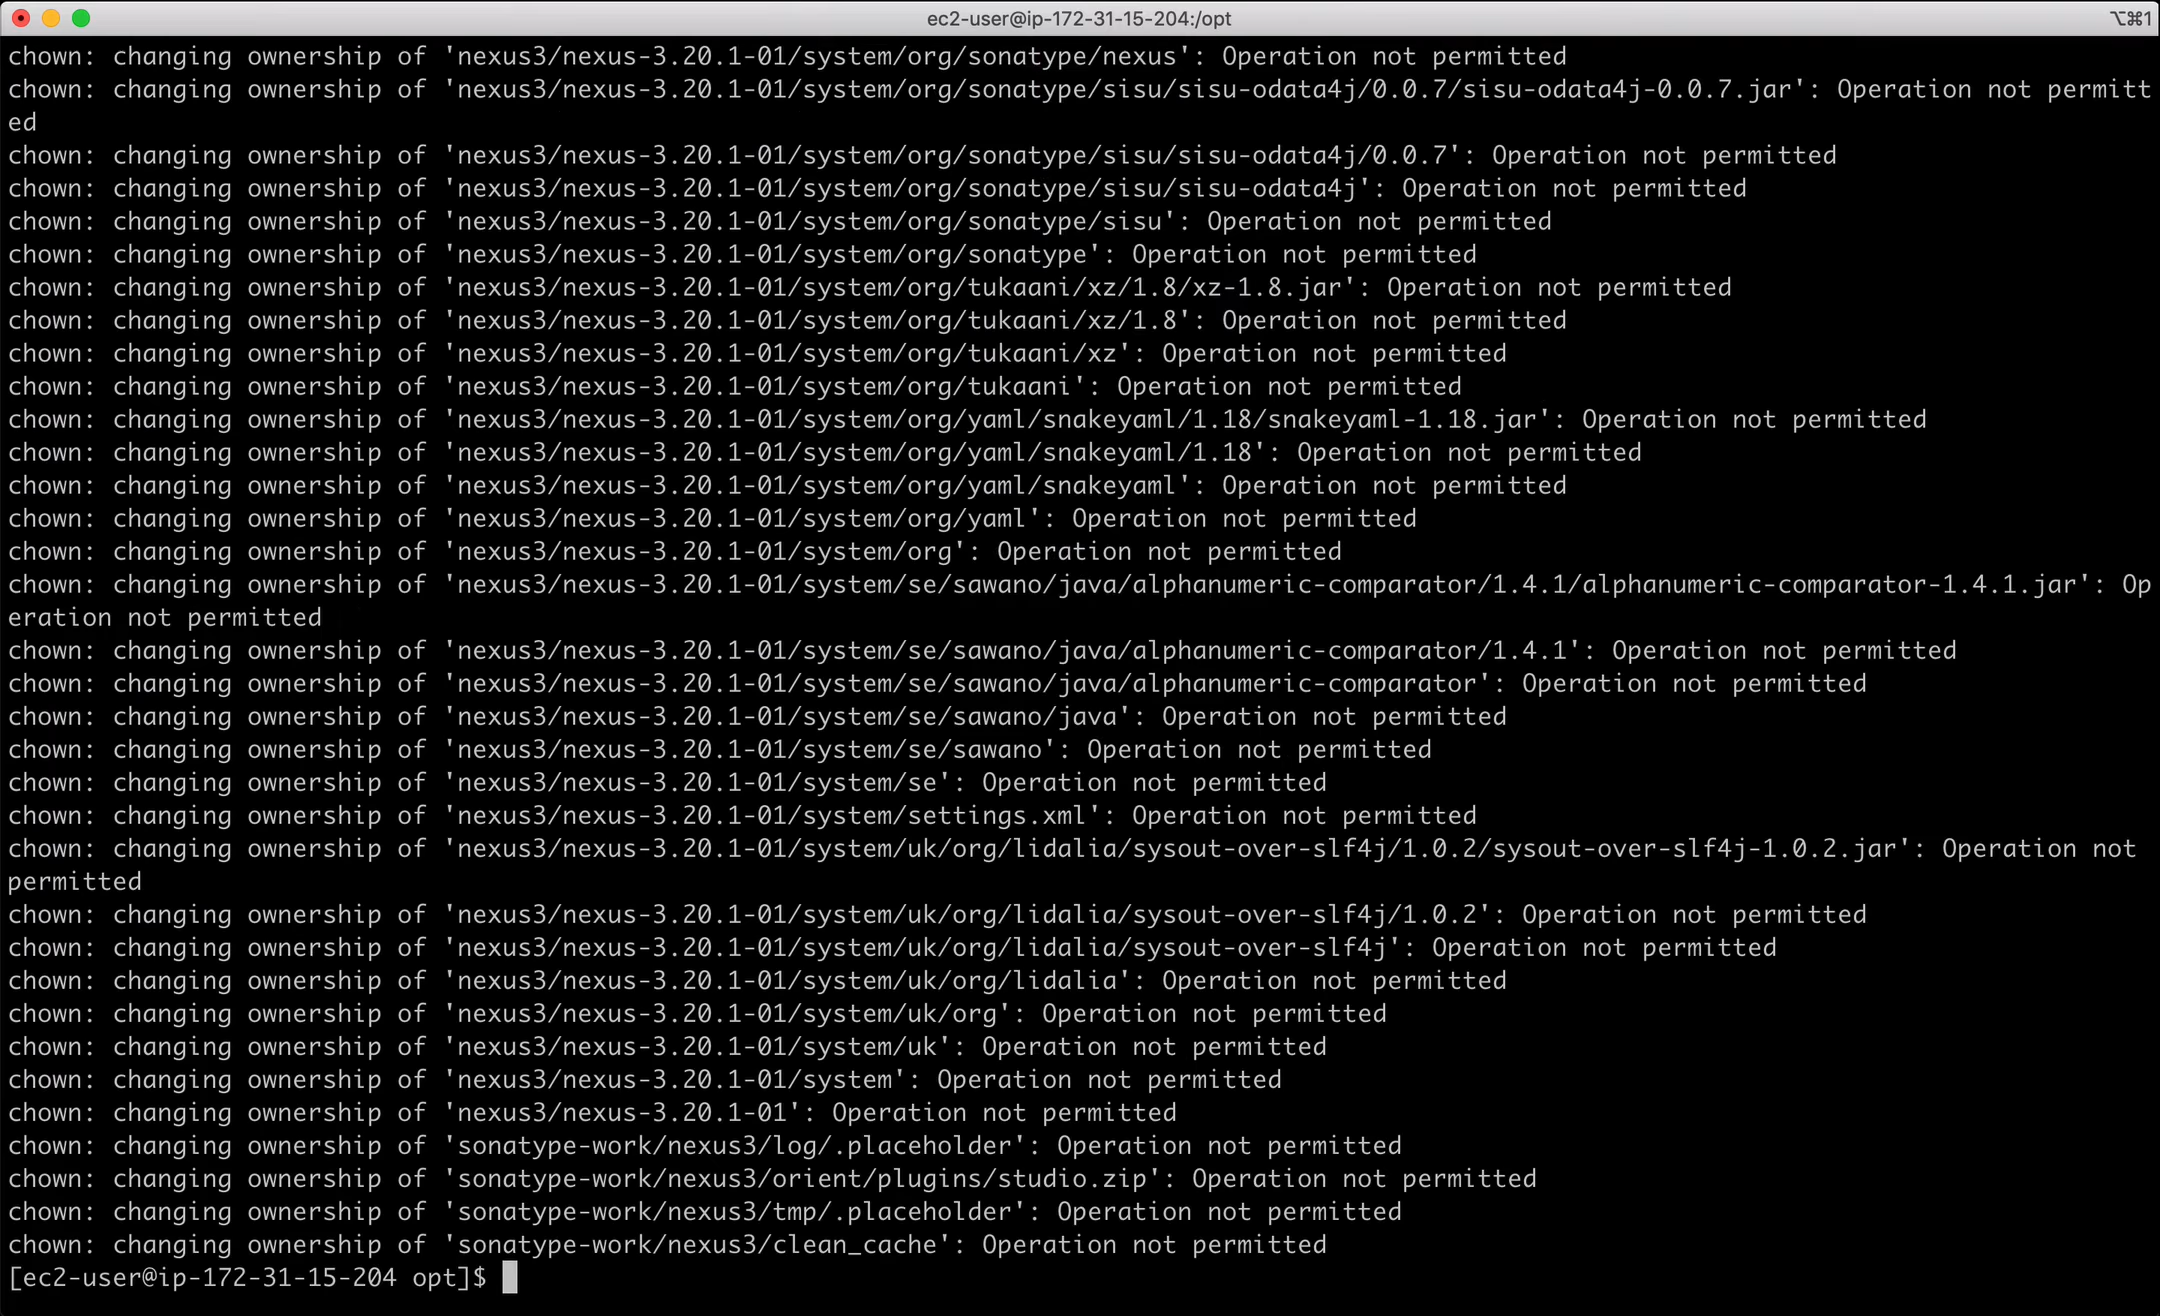 ec2-user@ip-172-31-15-204:/opt
⌥⌘1
chown: changing ownership of 'nexus3/nexus-3.20.1-01/system/org/sonatype/nexus': Operation not permitted
chown: changing ownership of 'nexus3/nexus-3.20.1-01/system/org/sonatype/sisu/sisu-odata4j/0.0.7/sisu-odata4j-0.0.7.jar': Operation not permitt
ed
chown: changing ownership of 'nexus3/nexus-3.20.1-01/system/org/sonatype/sisu/sisu-odata4j/0.0.7': Operation not permitted
chown: changing ownership of 'nexus3/nexus-3.20.1-01/system/org/sonatype/sisu/sisu-odata4j': Operation not permitted
chown: changing ownership of 'nexus3/nexus-3.20.1-01/system/org/sonatype/sisu': Operation not permitted
chown: changing ownership of 'nexus3/nexus-3.20.1-01/system/org/sonatype': Operation not permitted
chown: changing ownership of 'nexus3/nexus-3.20.1-01/system/org/tukaani/xz/1.8/xz-1.8.jar': Operation not permitted
chown: changing ownership of 'nexus3/nexus-3.20.1-01/system/org/tukaani/xz/1.8': Operation not permitted
chown: changing ownership of 'nexus3/nexus-3.20.1-01/system/org/tukaani/xz': Operation not permitted
chown: changing ownership of 'nexus3/nexus-3.20.1-01/system/org/tukaani': Operation not permitted
chown: changing ownership of 'nexus3/nexus-3.20.1-01/system/org/yaml/snakeyaml/1.18/snakeyaml-1.18.jar': Operation not permitted
chown: changing ownership of 'nexus3/nexus-3.20.1-01/system/org/yaml/snakeyaml/1.18': Operation not permitted
chown: changing ownership of 'nexus3/nexus-3.20.1-01/system/org/yaml/snakeyaml': Operation not permitted
chown: changing ownership of 'nexus3/nexus-3.20.1-01/system/org/yaml': Operation not permitted
chown: changing ownership of 'nexus3/nexus-3.20.1-01/system/org': Operation not permitted
chown: changing ownership of 'nexus3/nexus-3.20.1-01/system/se/sawano/java/alphanumeric-comparator/1.4.1/alphanumeric-comparator-1.4.1.jar': Op
eration not permitted
chown: changing ownership of 'nexus3/nexus-3.20.1-01/system/se/sawano/java/alphanumeric-comparator/1.4.1': Operation not permitted
chown: changing ownership of 'nexus3/nexus-3.20.1-01/system/se/sawano/java/alphanumeric-comparator': Operation not permitted
chown: changing ownership of 'nexus3/nexus-3.20.1-01/system/se/sawano/java': Operation not permitted
chown: changing ownership of 'nexus3/nexus-3.20.1-01/system/se/sawano': Operation not permitted
chown: changing ownership of 'nexus3/nexus-3.20.1-01/system/se': Operation not permitted
chown: changing ownership of 'nexus3/nexus-3.20.1-01/system/settings.xml': Operation not permitted
chown: changing ownership of 'nexus3/nexus-3.20.1-01/system/uk/org/lidalia/sysout-over-slf4j/1.0.2/sysout-over-slf4j-1.0.2.jar': Operation not
permitted
chown: changing ownership of 'nexus3/nexus-3.20.1-01/system/uk/org/lidalia/sysout-over-slf4j/1.0.2': Operation not permitted
chown: changing ownership of 'nexus3/nexus-3.20.1-01/system/uk/org/lidalia/sysout-over-slf4j': Operation not permitted
chown: changing ownership of 'nexus3/nexus-3.20.1-01/system/uk/org/lidalia': Operation not permitted
chown: changing ownership of 'nexus3/nexus-3.20.1-01/system/uk/org': Operation not permitted
chown: changing ownership of 'nexus3/nexus-3.20.1-01/system/uk': Operation not permitted
chown: changing ownership of 'nexus3/nexus-3.20.1-01/system': Operation not permitted
chown: changing ownership of 'nexus3/nexus-3.20.1-01': Operation not permitted
chown: changing ownership of 'sonatype-work/nexus3/log/.placeholder': Operation not permitted
chown: changing ownership of 'sonatype-work/nexus3/orient/plugins/studio.zip': Operation not permitted
chown: changing ownership of 'sonatype-work/nexus3/tmp/.placeholder': Operation not permitted
chown: changing ownership of 'sonatype-work/nexus3/clean_cache': Operation not permitted
[ec2-user@ip-172-31-15-204 opt]$